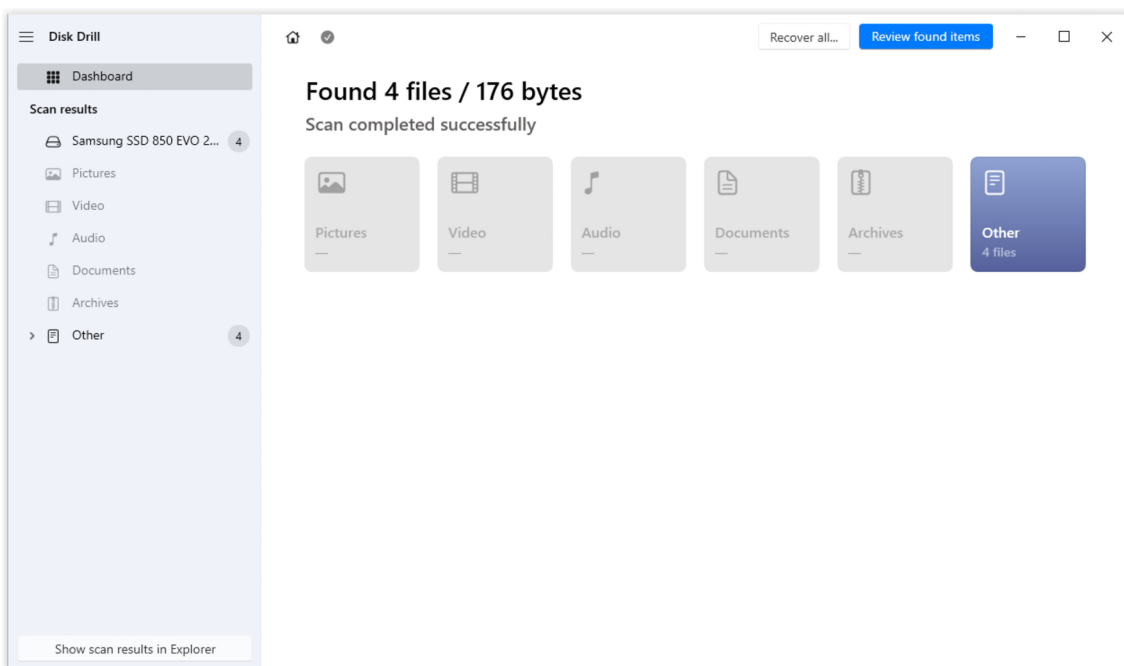 Disk Drill
Recover all...
Review found items
Dashboard
Scan results
Samsung SSD 850 EVO 2... 4
Pictures
Video
Audio
Documents
Archives
Other 4
Show scan results in Explorer
Found 4 files / 176 bytes
Scan completed successfully
Pictures
—
Video
—
Audio
—
Documents
—
Archives
—
Other
4 files